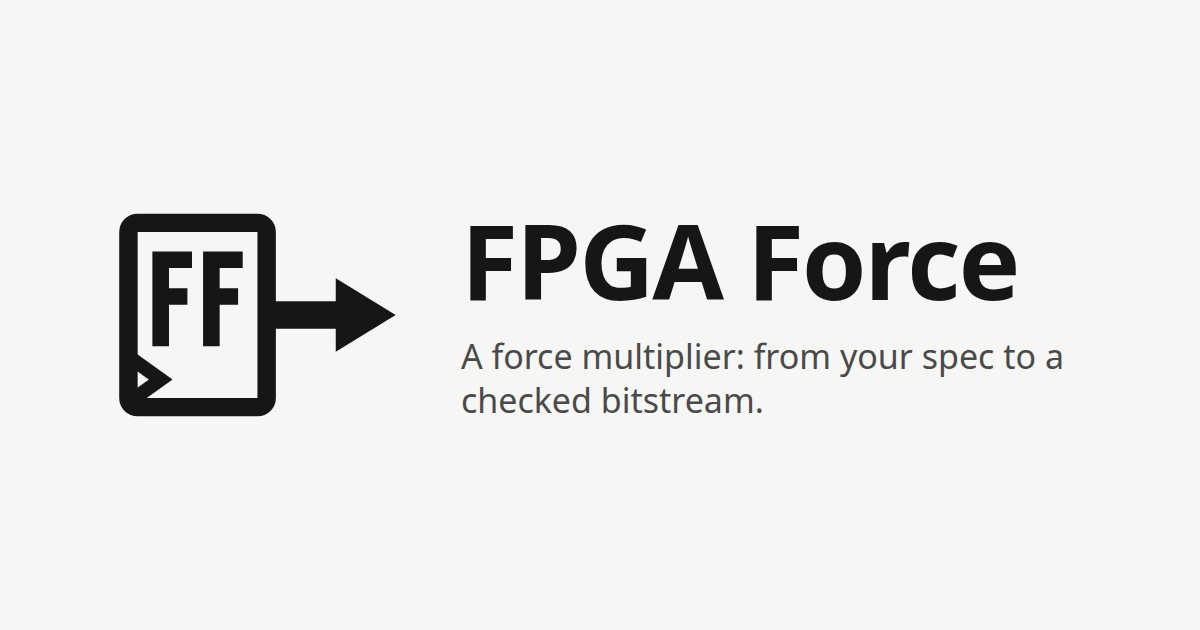 FF
FPGA Force
A force multiplier: from your spec to a
checked bitstream.